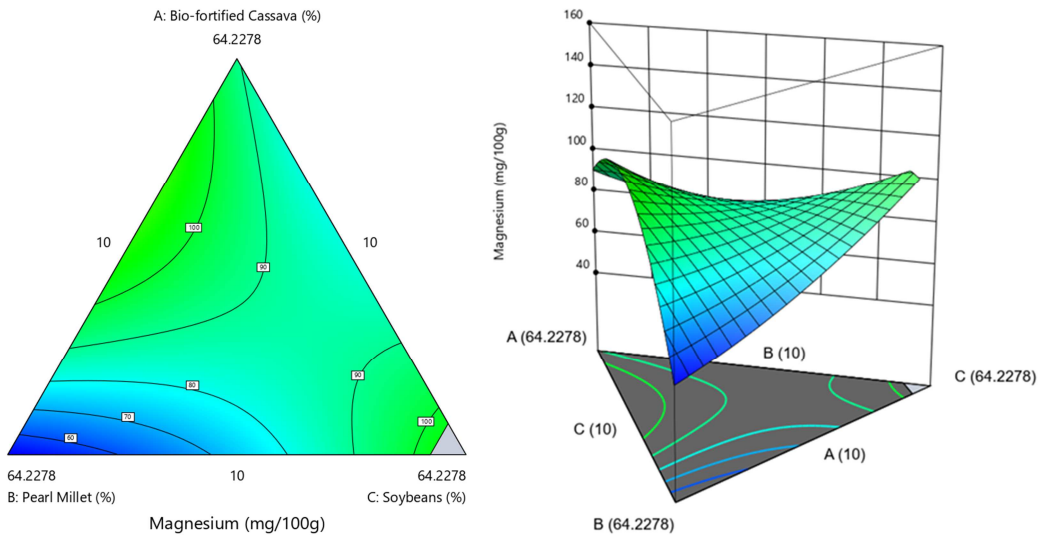 A: Bio-fortified Cassava (%)
64.2278
100
10
10
90
90
80
70
60
100
64.2278
10
64.2278
B: Pearl Millet (%)
C: Soybeans (%)
Magnesium (mg/100g)
160
140
120
100
80
60
40
Magnesium (mg/100g)
A (64.2278)
B (10)
C (64.2278)
C (10)
A (10)
B (64.2278)